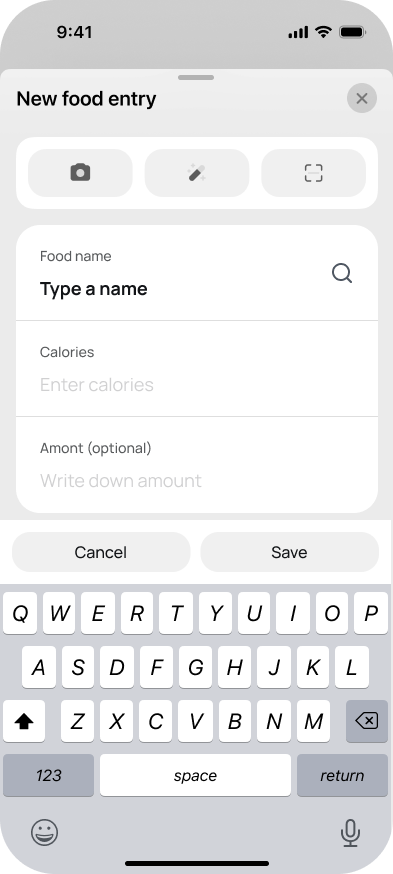 9:41
New food entry
Food name
Type a name
Calories
Enter calories
Amont (optional)
Write down amount
Cancel Save
Q W E R T Y U I O P
A S D F G H J K L
Z X C V B N M
123 space return